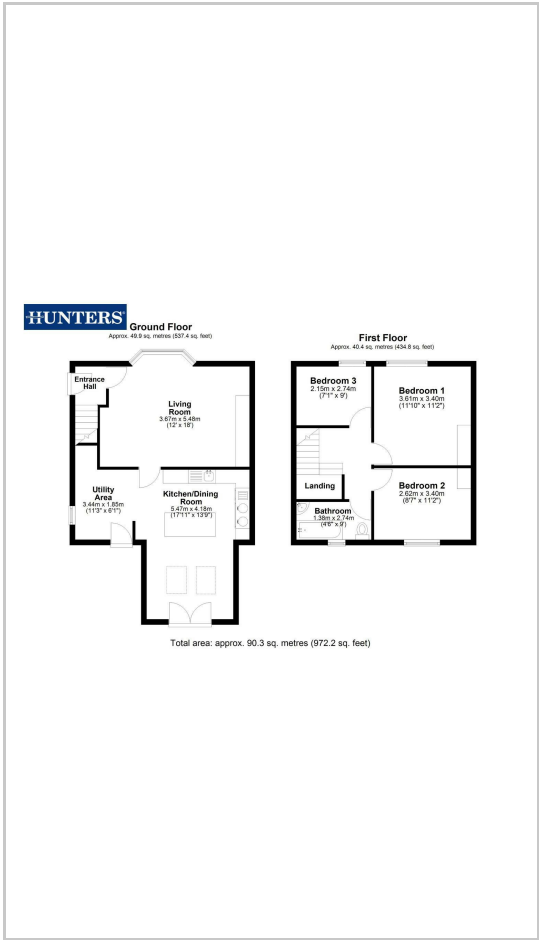 HUNTERS
Ground Floor
Approx. 49.9 sq. metres (537.4 sq. feet)
Entrance
Hall
Living
Room
3.67m x 5.48m
(12' x 18')
Utility
Area
3.44m x 1.85m
(11'3" x 6'1")
Kitchen/Dining
Room
5.47m x 4.18m
(17'11" x 13'9")
First Floor
Approx. 40.4 sq. metres (434.8 sq. feet)
Bedroom 3
2.15m x 2.74m
(7'1" x 9')
Bedroom 1
3.61m x 3.40m
(11'10" x 11'2")
Landing
Bedroom 2
2.62m x 3.40m
(8'7" x 11'2")
Bathroom
1.38m x 2.74m
(4'6" x 9')
Total area: approx. 90.3 sq. metres (972.2 sq. feet)